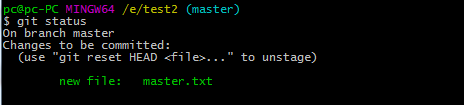 pc@pc-PC MINGW64 /e/test2 (master)
$ git status
On branch master
Changes to be committed:
  (use "git reset HEAD <file>..." to unstage)
        new file:   master.txt